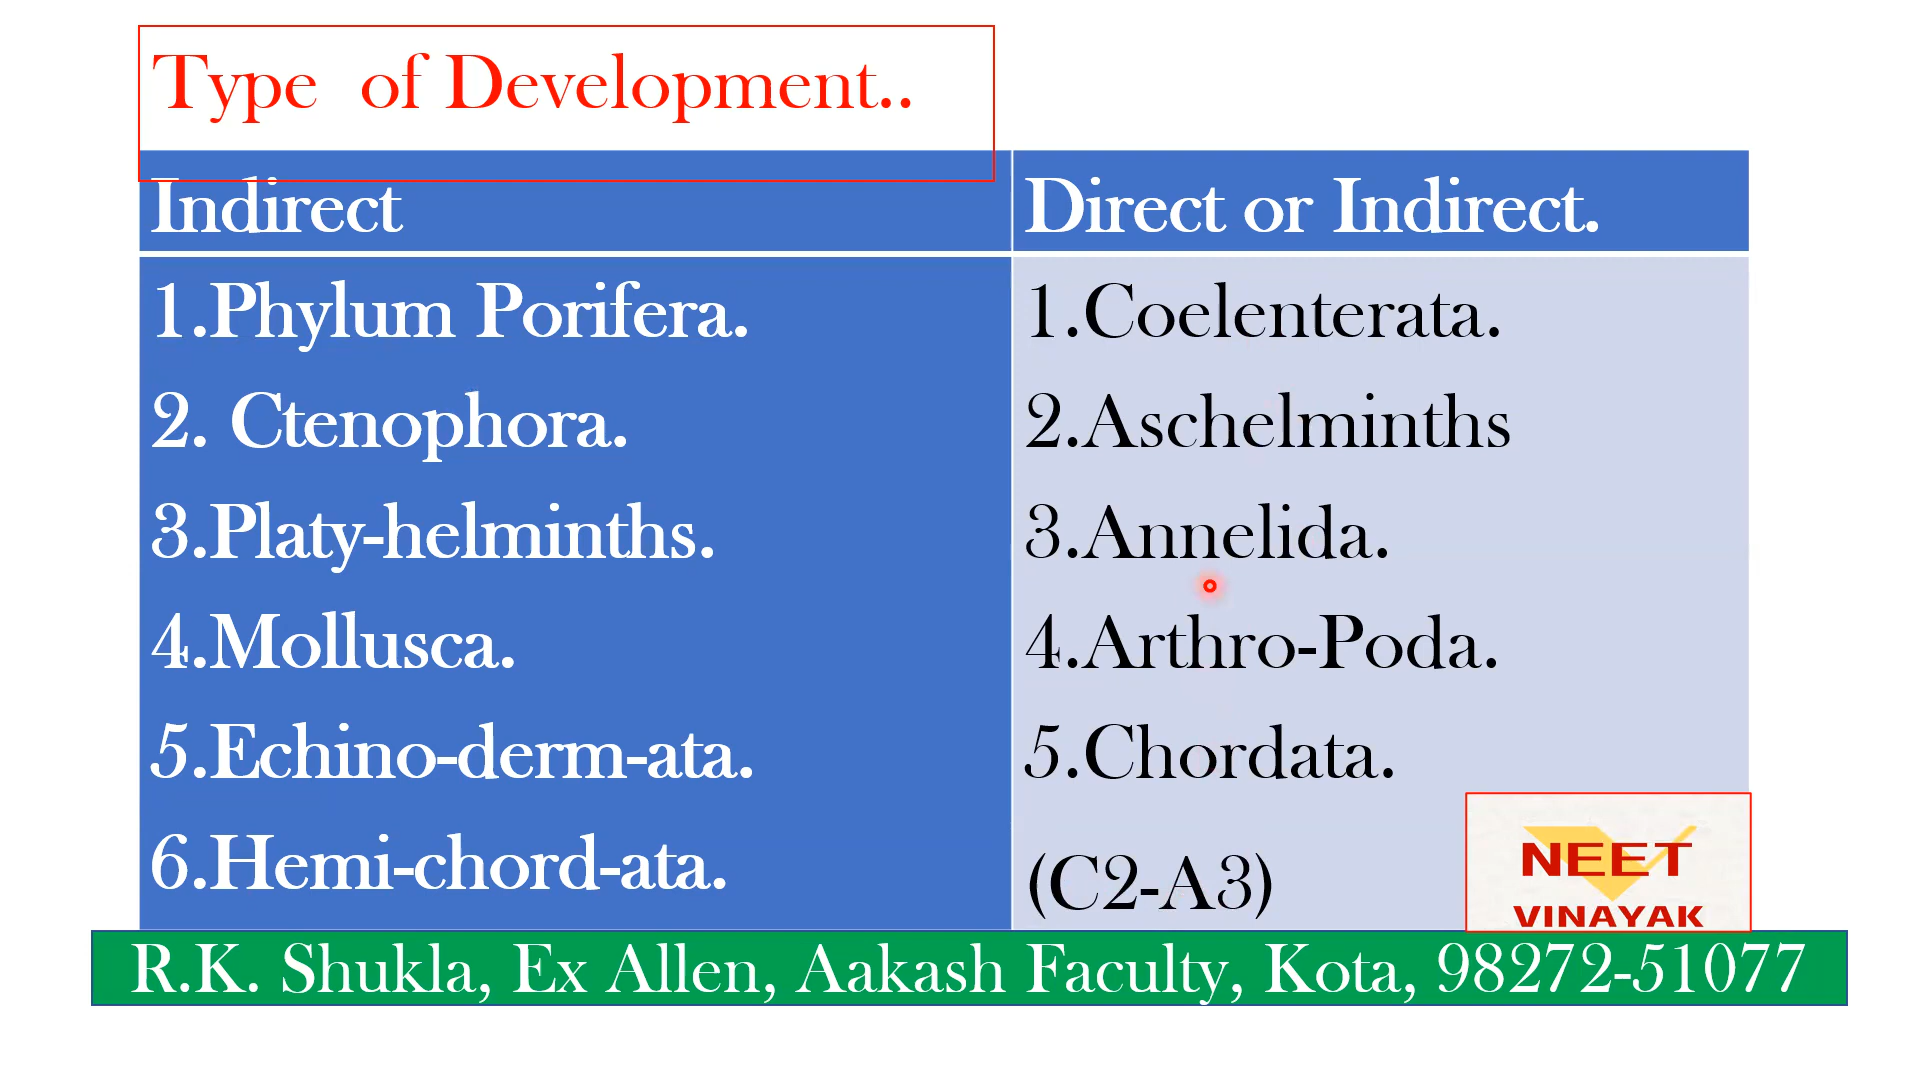 Type of Development..
Indirect
Direct or Indirect.
1.Phylum Porifera.
2. Ctenophora.
3.Platy-helminths.
4.Mollusca.
5.Echino-derm-ata.
6.Hemi-chord-ata.
1.Coelenterata.
2.Aschelminths
3.Annelida.
4.Arthro-Poda.
5.Chordata.
(C2-A3)
NEET
VINAYAK
R.K. Shukla, Ex Allen, Aakash Faculty, Kota, 98272-51077